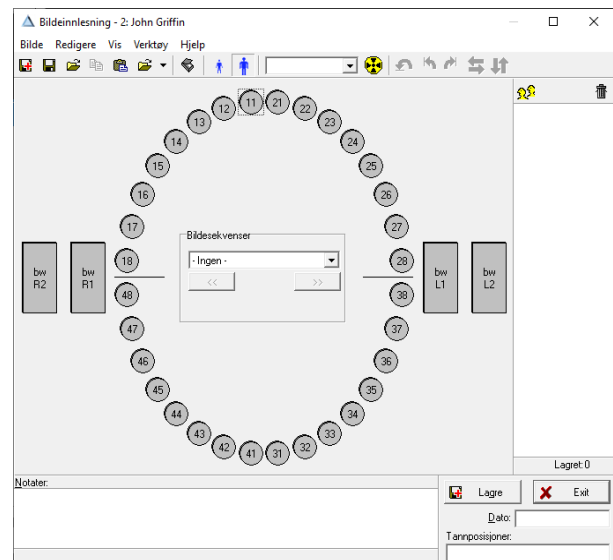 Bildeinnlesning - 2: John Griffin
Bilde Redigere Vis Verktøy Hjelp
11 21
12 22
13 23
14 24
15 25
16 26
17 27
Bildesekvenser
18 - Ingen - 28
bw R2 bw R1 bw L1 bw L2
<< >>
48 38
47 37
46 36
45 35
44 34
43 33
42 32
41 31
Lagret:0
Notater:
Lagre Exit
Dato:
Tannposisjoner: